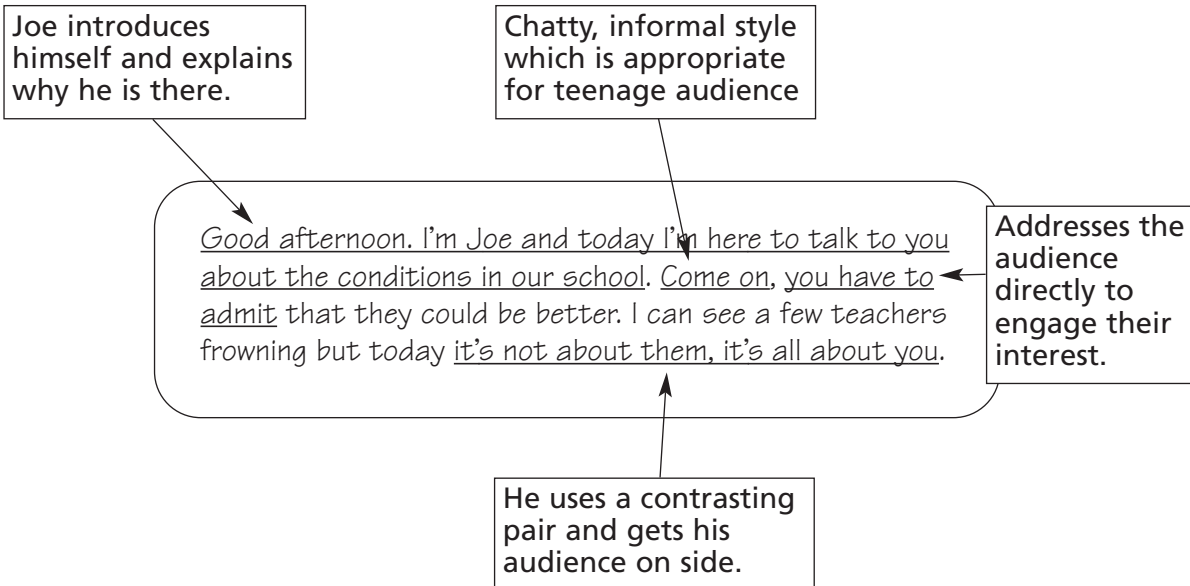 Joe introduces
himself and explains
why he is there.
Chatty, informal style
which is appropriate
for teenage audience
Good afternoon. I'm Joe and today I'm here to talk to you
about the conditions in our school. Come on, you have to
admit that they could be better. I can see a few teachers
frowning but today it's not about them, it's all about you.
Addresses the
audience
directly to
engage their
interest.
He uses a contrasting
pair and gets his
audience on side.